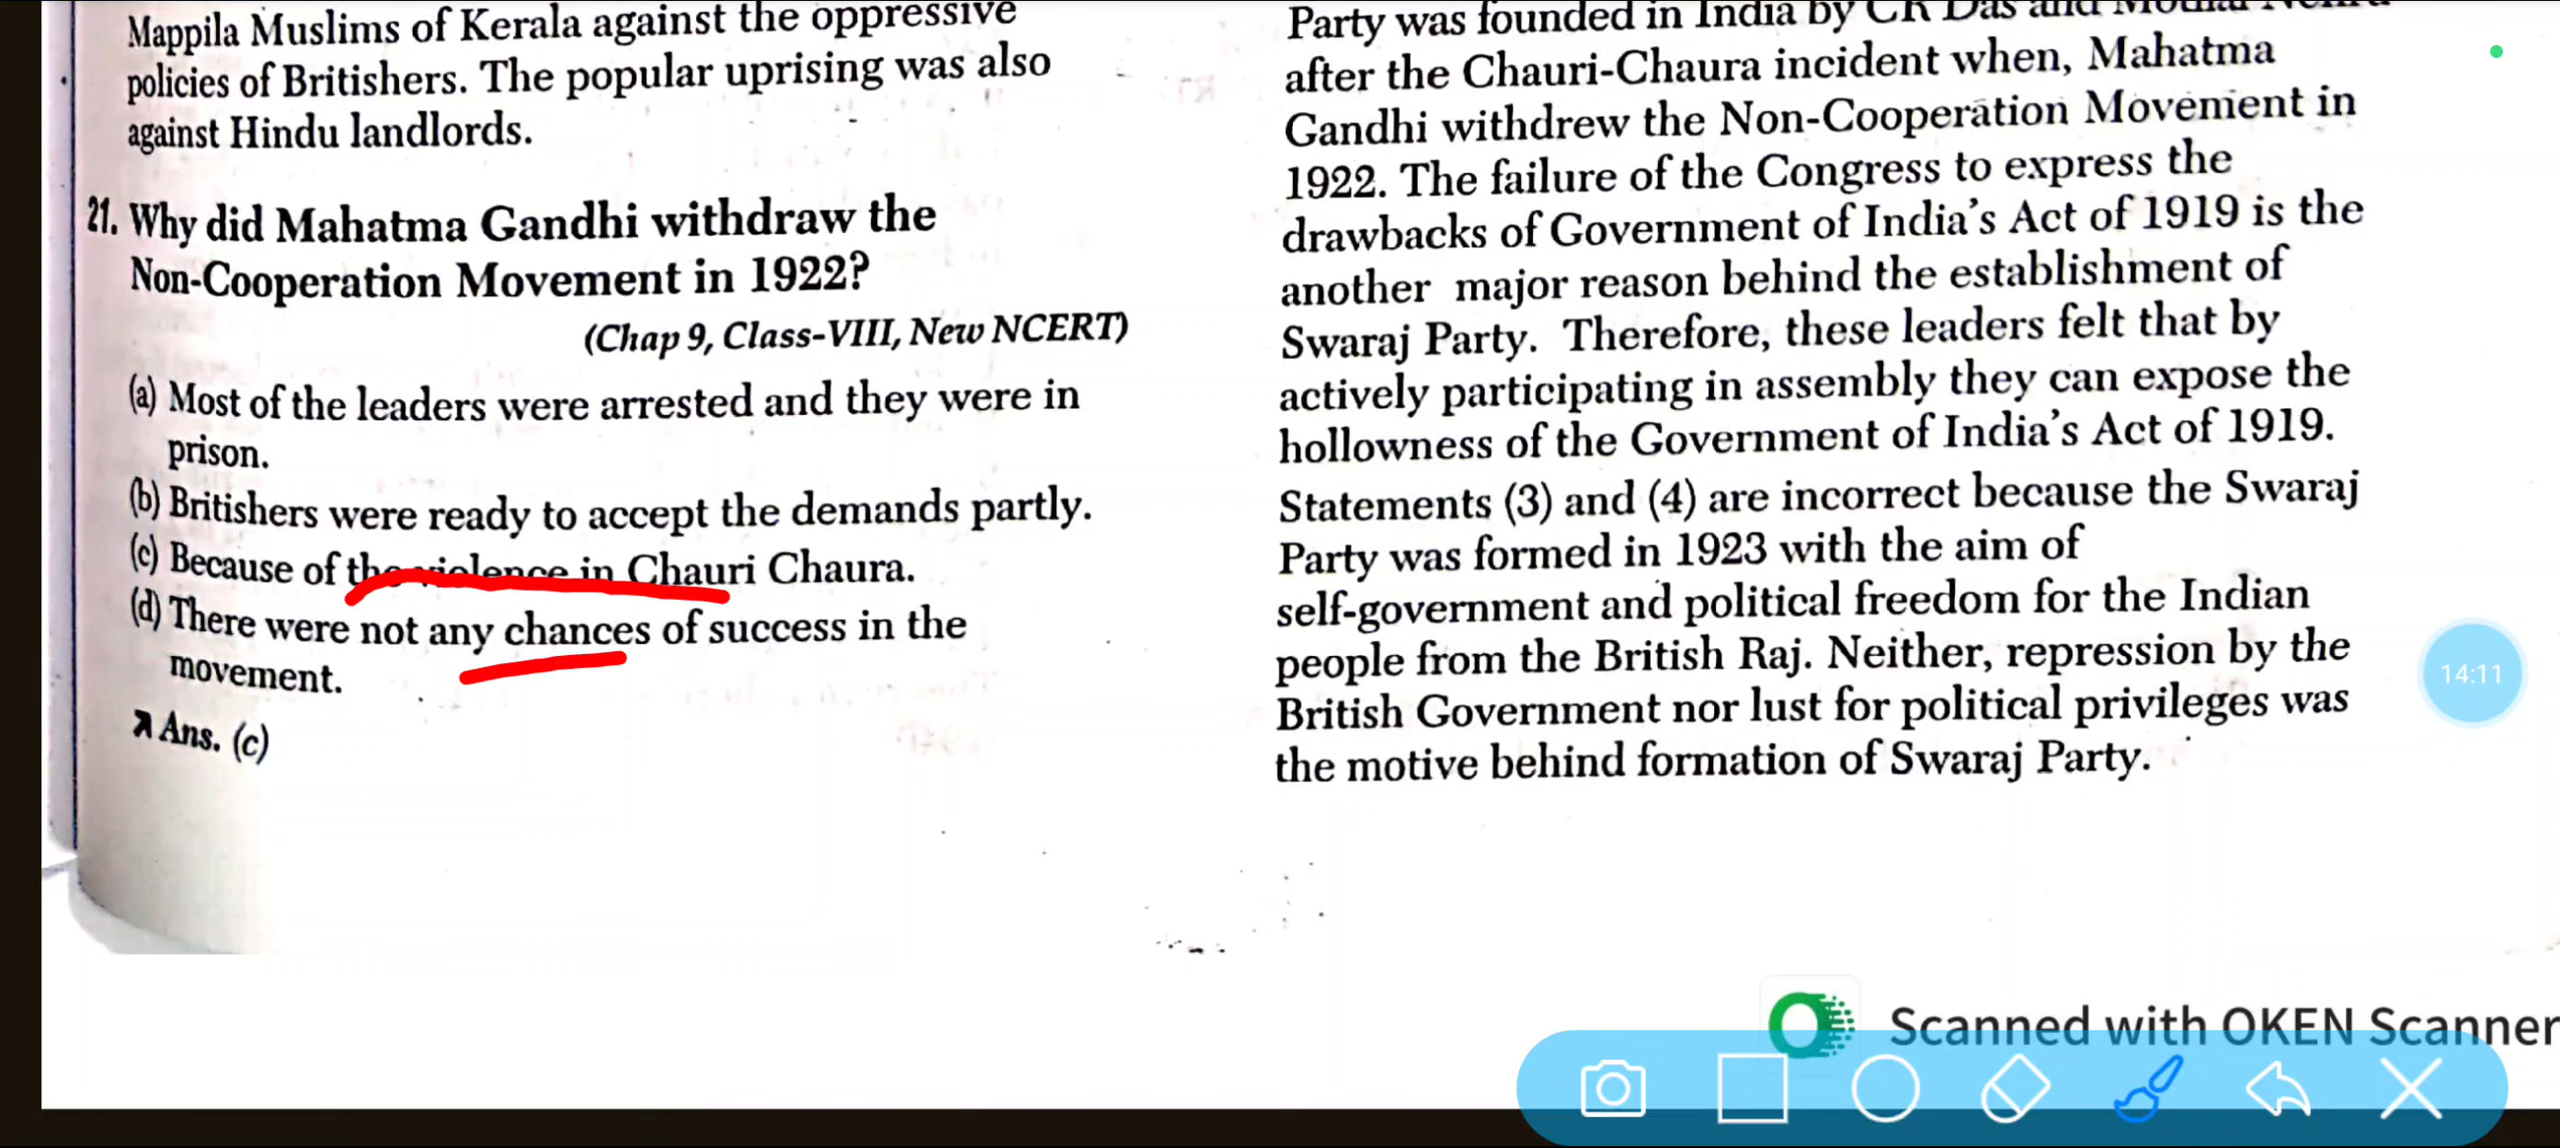 Mappila Muslims of Kerala against the oppressive
policies of Britishers. The popular uprising was also
against Hindu landlords.
21. Why did Mahatma Gandhi withdraw the
Non-Cooperation Movement in 1922?
(Chap 9, Class-VIII, New NCERT)
(a) Most of the leaders were arrested and they were in
prison.
(b) Britishers were ready to accept the demands partly.
(c) Because of the violence in Chauri Chaura.
(d) There were not any chances of success in the
movement.
Ans. (c)
Party was founded in India by CR Das and
after the Chauri-Chaura incident when, Mahatma
Gandhi withdrew the Non-Cooperation Movement in
1922. The failure of the Congress to express the
drawbacks of Government of India's Act of 1919 is the
another major reason behind the establishment of
Swaraj Party. Therefore, these leaders felt that by
actively participating in assembly they can expose the
hollowness of the Government of India's Act of 1919.
Statements (3) and (4) are incorrect because the Swaraj
Party was formed in 1923 with the aim of
self-government and political freedom for the Indian
people from the British Raj. Neither, repression by the
British Government nor lust for political privileges was
the motive behind formation of Swaraj Party.
14:11
Scanned with OKEN Scanner